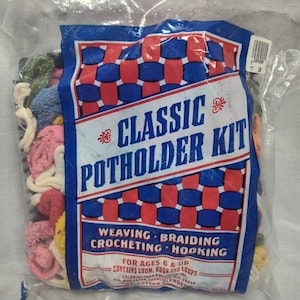 CLASSIC
POTHOLDER KIT
WEAVING · BRAIDING
CROCHETING · HOOKING
FOR AGES 6 & UP
CONTAINS LOOM, HOOK AND LOOPS